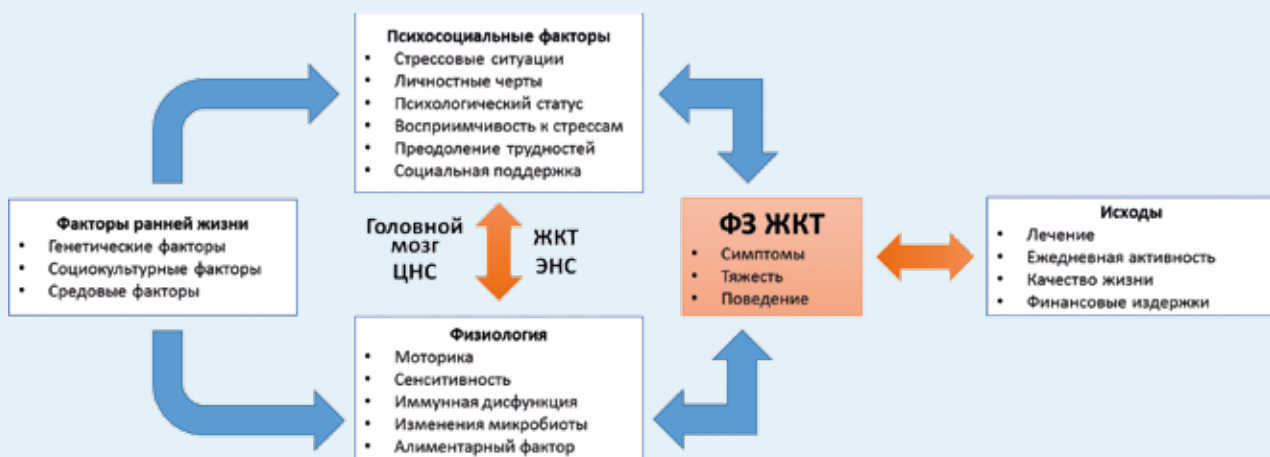 Психосоциальные факторы
• Стрессовые ситуации
• Личностные черты
• Психологический статус
• Восприимчивость к стрессам
• Преодоление трудностей
• Социальная поддержка
Факторы ранней жизни
• Генетические факторы
• Социокультурные факторы
• Средовые факторы
Головной
мозг
ЦНС
ЖКТ
ЭНС
ФЗ ЖКТ
• Симптомы
• Тяжесть
• Поведение
Исходы
• Лечение
• Ежедневная активность
• Качество жизни
• Финансовые издержки
Физиология
• Моторика
• Сенситивность
• Иммунная дисфункция
• Изменения микробиоты
• Алиментарный фактор